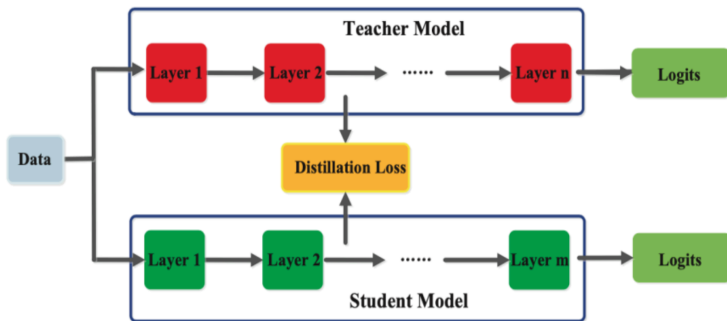 Teacher Model
Layer 1
Layer 2
......
Layer n
Logits
Data
Distillation Loss
Layer 1
Layer 2
......
Layer m
Logits
Student Model